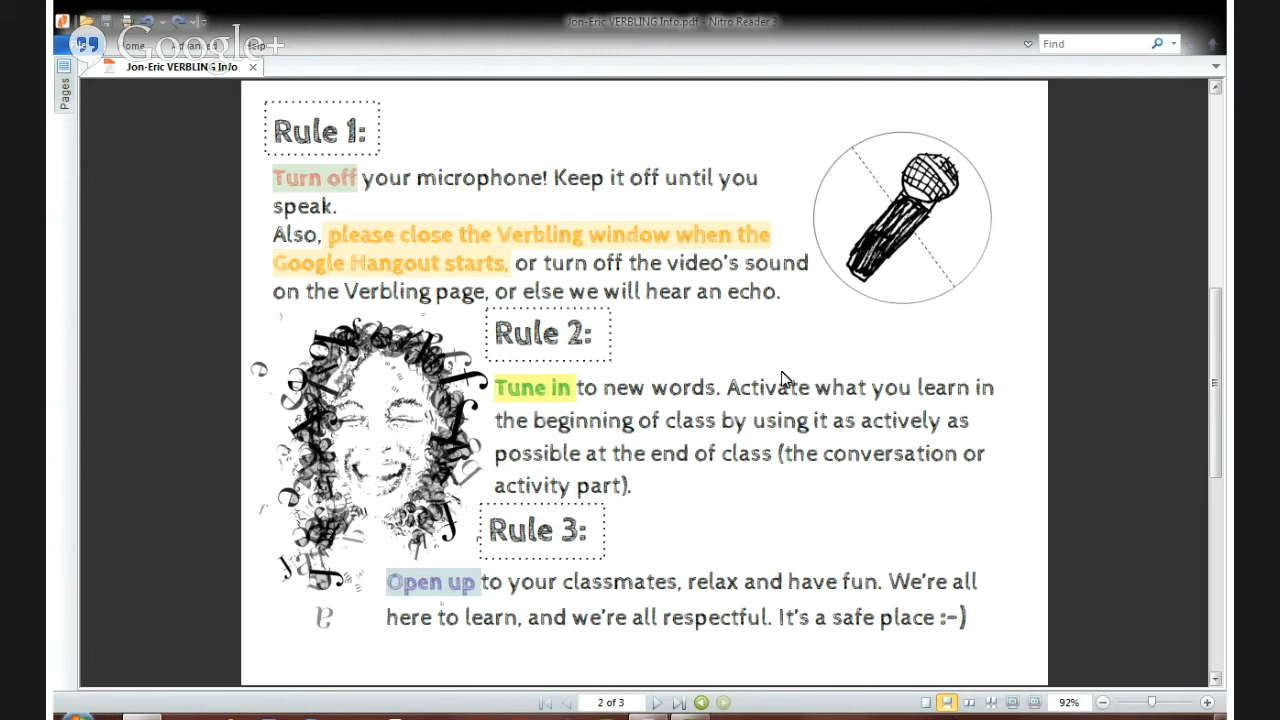 Jon-Eric VERBLING Info.pdf - Nitro Reader 3
Google+
File Home Advanced Help
Find
Jon-Eric VERBLING Info
Pages
Rule 1:
Turn off your microphone! Keep it off until you
speak.
Also, please close the Verbling window when the
Google Hangout starts, or turn off the video's sound
on the Verbling page, or else we will hear an echo.
Rule 2:
Tune in to new words. Activate what you learn in
the beginning of class by using it as actively as
possible at the end of class (the conversation or
activity part).
Rule 3:
Open up to your classmates, relax and have fun. We're all
here to learn, and we're all respectful. It's a safe place :-)
2 of 3
92%